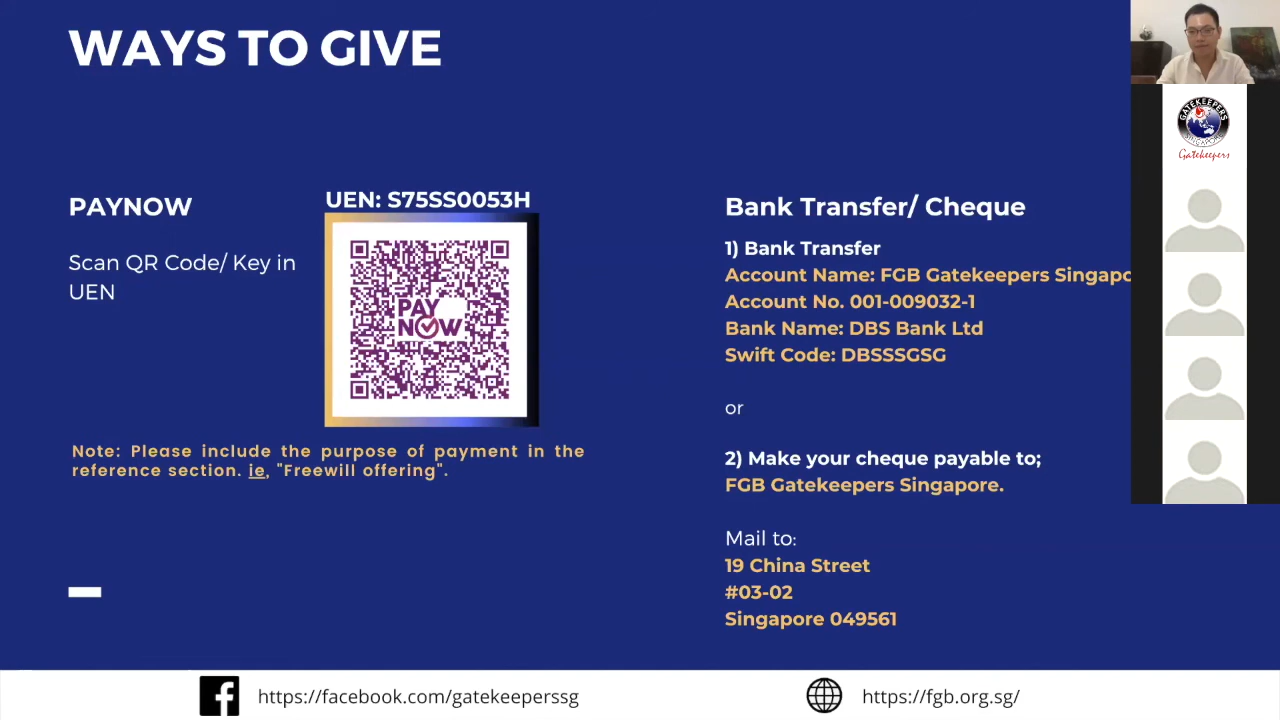 WAYS TO GIVE
PAYNOW
Scan QR Code/ Key in
UEN
UEN: S75SS0053H
PAY
NOW
Note: Please include the purpose of payment in the
reference section. ie, "Freewill offering".
Bank Transfer/ Cheque
1) Bank Transfer
Account Name: FGB Gatekeepers Singapo
Account No. 001-009032-1
Bank Name: DBS Bank Ltd
Swift Code: DBSSSGSG
or
2) Make your cheque payable to;
FGB Gatekeepers Singapore.
Mail to:
19 China Street
#03-02
Singapore 049561
GATEKEEPERS
SINGAPORE
Gatekeepers
https://facebook.com/gatekeeperssg
https://fgb.org.sg/